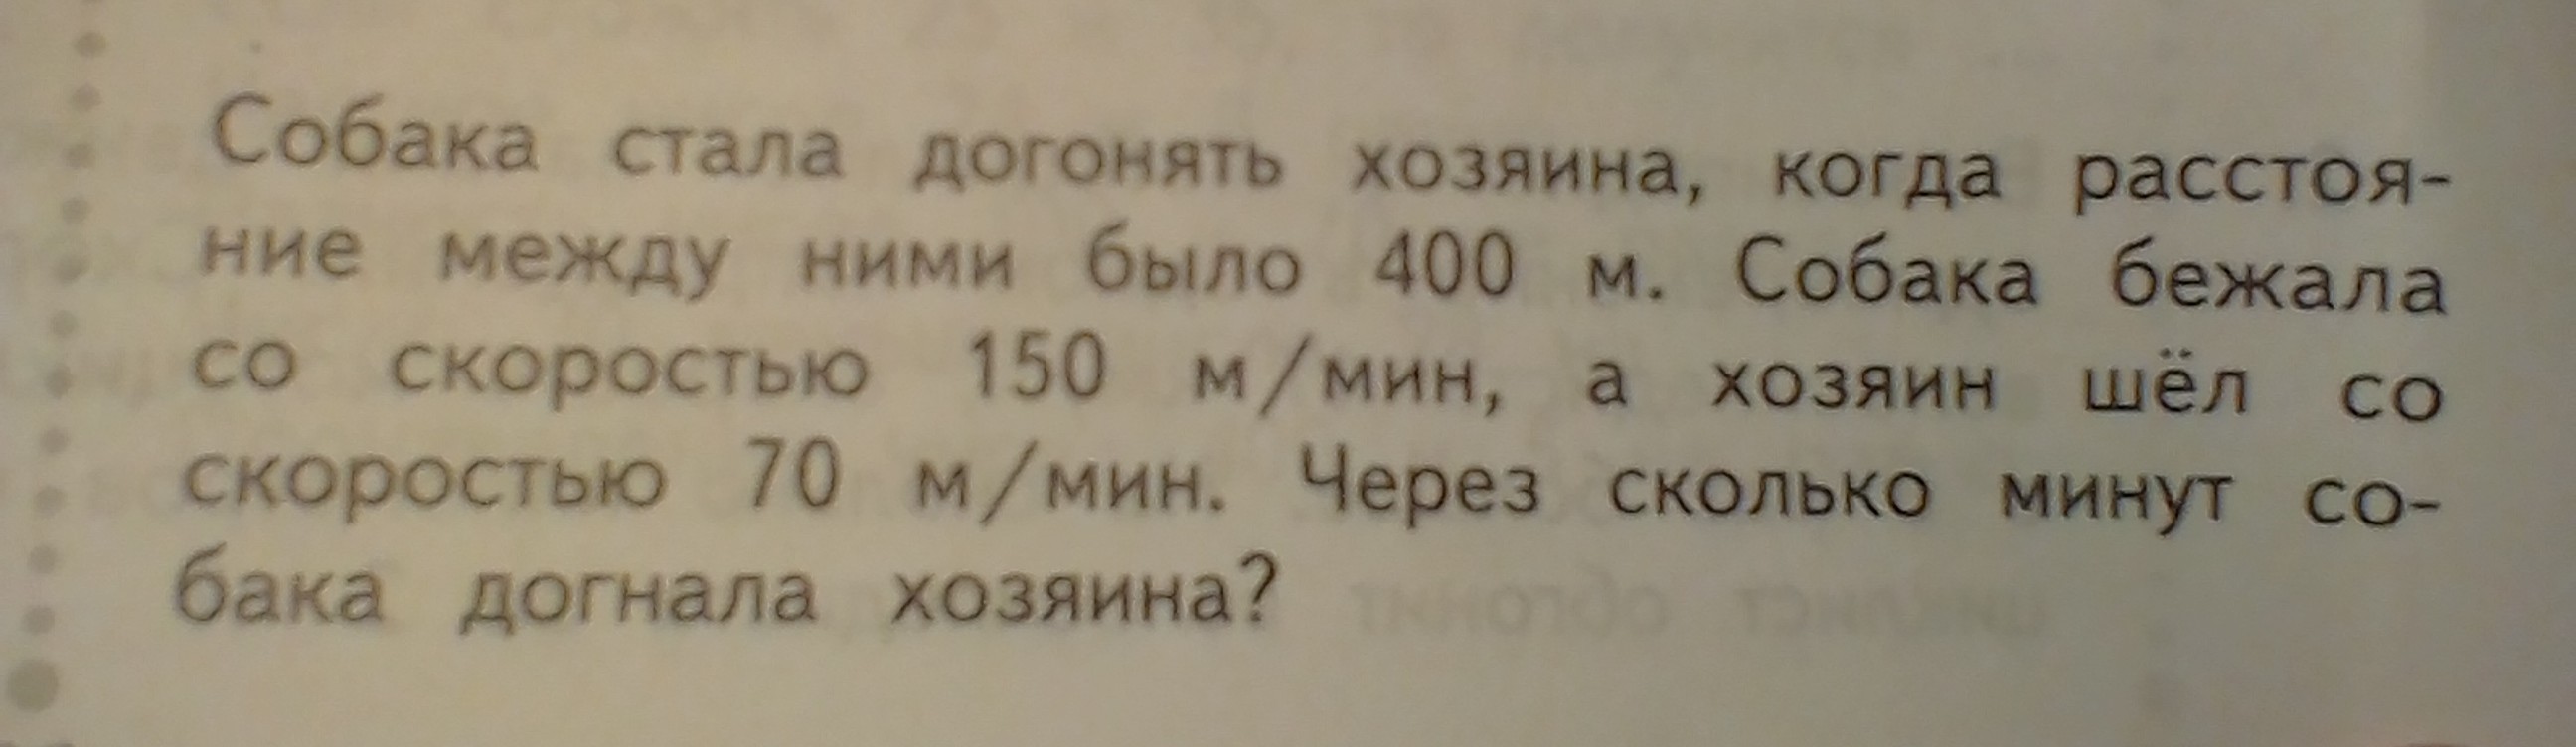 Собака стала догонять хозяина, когда расстоя-
ние между ними было 400 м. Собака бежала
со скоростью 150 м/мин, а хозяин шёл со
скоростью 70 м/мин. Через сколько минут со-
бака догнала хозяина?